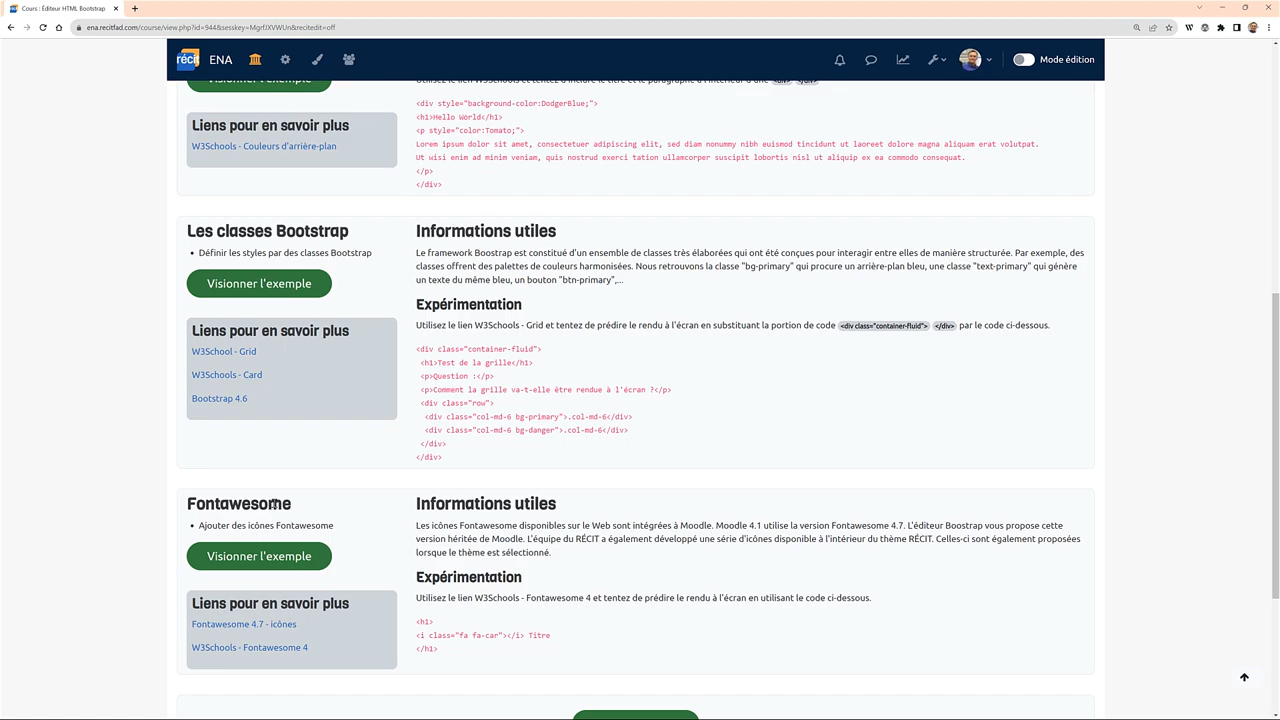 Cours : Éditeur HTML Bootstrap
ena.recitfad.com/course/view.php?id=944&sesskey=MgrfJXVWUn&recitedit=off
récit ENA
Mode édition
Visionner l'exemple
Utilisez le lien W3Schools et tentez d'inclure le titre et le paragraphe à l'intérieur d'une <div> </div>
Liens pour en savoir plus
W3Schools - Couleurs d'arrière-plan
<div style="background-color:DodgerBlue;">
<h1>Hello World</h1>
<p style="color:Tomato;">
Lorem ipsum dolor sit amet, consectetuer adipiscing elit, sed diam nonummy nibh euismod tincidunt ut laoreet dolore magna aliquam erat volutpat.
Ut wisi enim ad minim veniam, quis nostrud exerci tation ullamcorper suscipit lobortis nisl ut aliquip ex ea commodo consequat.
</p>
</div>
Les classes Bootstrap
Définir les styles par des classes Bootstrap
Visionner l'exemple
Liens pour en savoir plus
W3School - Grid
W3Schools - Card
Bootstrap 4.6
Informations utiles
Le framework Boostrap est constitué d'un ensemble de classes très élaborées qui ont été conçues pour interagir entre elles de manière structurée. Par exemple, des
classes offrent des palettes de couleurs harmonisées. Nous retrouvons la classe "bg-primary" qui procure un arrière-plan bleu, une classe "text-primary" qui génère
un texte du même bleu, un bouton "btn-primary",...
Expérimentation
Utilisez le lien W3Schools - Grid et tentez de prédire le rendu à l'écran en substituant la portion de code <div class="container-fluid"> </div> par le code ci-dessous.
<div class="container-fluid">
<h1>Test de la grille</h1>
<p>Question :</p>
<p>Comment la grille va-t-elle être rendue à l'écran ?</p>
<div class="row">
<div class="col-md-6 bg-primary">.col-md-6</div>
<div class="col-md-6 bg-danger">.col-md-6</div>
</div>
</div>
Fontawesome
Ajouter des icônes Fontawesome
Visionner l'exemple
Liens pour en savoir plus
Fontawesome 4.7 - icônes
W3Schools - Fontawesome 4
Informations utiles
Les icônes Fontawesome disponibles sur le Web sont intégrées à Moodle. Moodle 4.1 utilise la version Fontawesome 4.7. L'éditeur Boostrap vous propose cette
version héritée de Moodle. L'équipe du RÉCIT a également développé une série d'icônes disponible à l'intérieur du thème RÉCIT. Celles-ci sont également proposées
lorsque le thème est sélectionné.
Expérimentation
Utilisez le lien W3Schools - Fontawesome 4 et tentez de prédire le rendu à l'écran en utilisant le code ci-dessous.
<h1>
<i class="fa fa-car"></i> Titre
</h1>